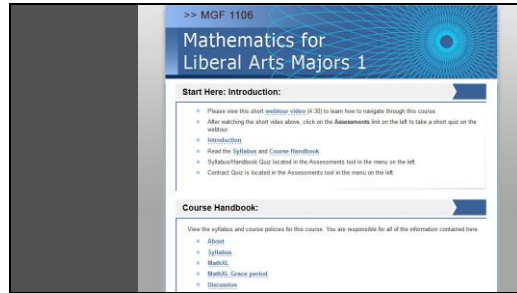 >> MGF 1106
Mathematics for
Liberal Arts Majors 1
Start Here: Introduction:
Please view this short webtour video (4:30) to learn how to navigate through this course.
After watching the short video above, click on the Assessments link on the left to take a short quiz on the
webtour.
Introduction
Read the Syllabus and Course Handbook.
Syllabus/Handbook Quiz located in the Assessments tool in the menu on the left.
Contract Quiz is located in the Assessments tool in the menu on the left.
Course Handbook:
View the syllabus and course policies for this course. You are responsible for all of the information contained here.
About
Syllabus
MathXL
MathXL Grace period
Discussion